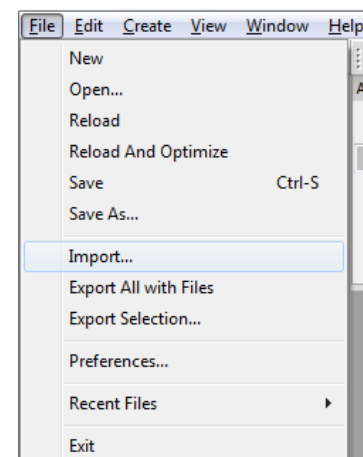 File Edit Create View Window Help
New
Open...
Reload
Reload And Optimize
Save Ctrl-S
Save As...
Import...
Export All with Files
Export Selection...
Preferences...
Recent Files
Exit